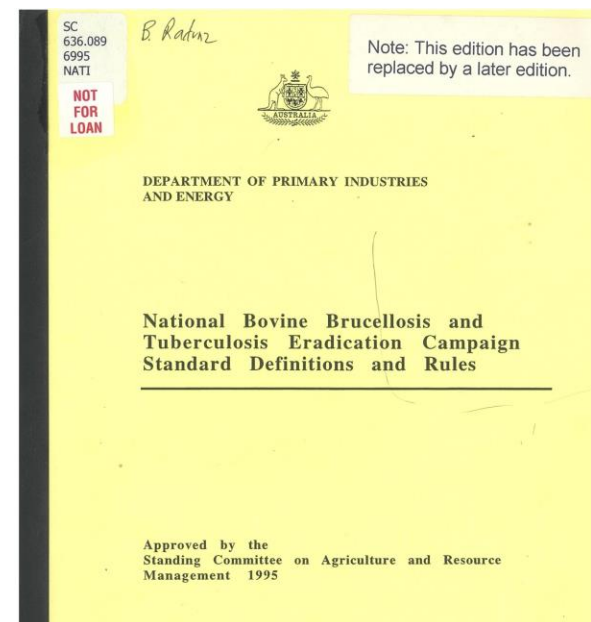 SC
636.089
6995
NATI
NOT
FOR
LOAN
B.
Note: This edition has been
replaced by a later edition.
AUSTRALIA
DEPARTMENT OF PRIMARY INDUSTRIES
AND ENERGY
National Bovine Brucellosis and
Tuberculosis Eradication Campaign
Standard Definitions and Rules
Approved by the
Standing Committee on Agriculture and Resource
Management 1995